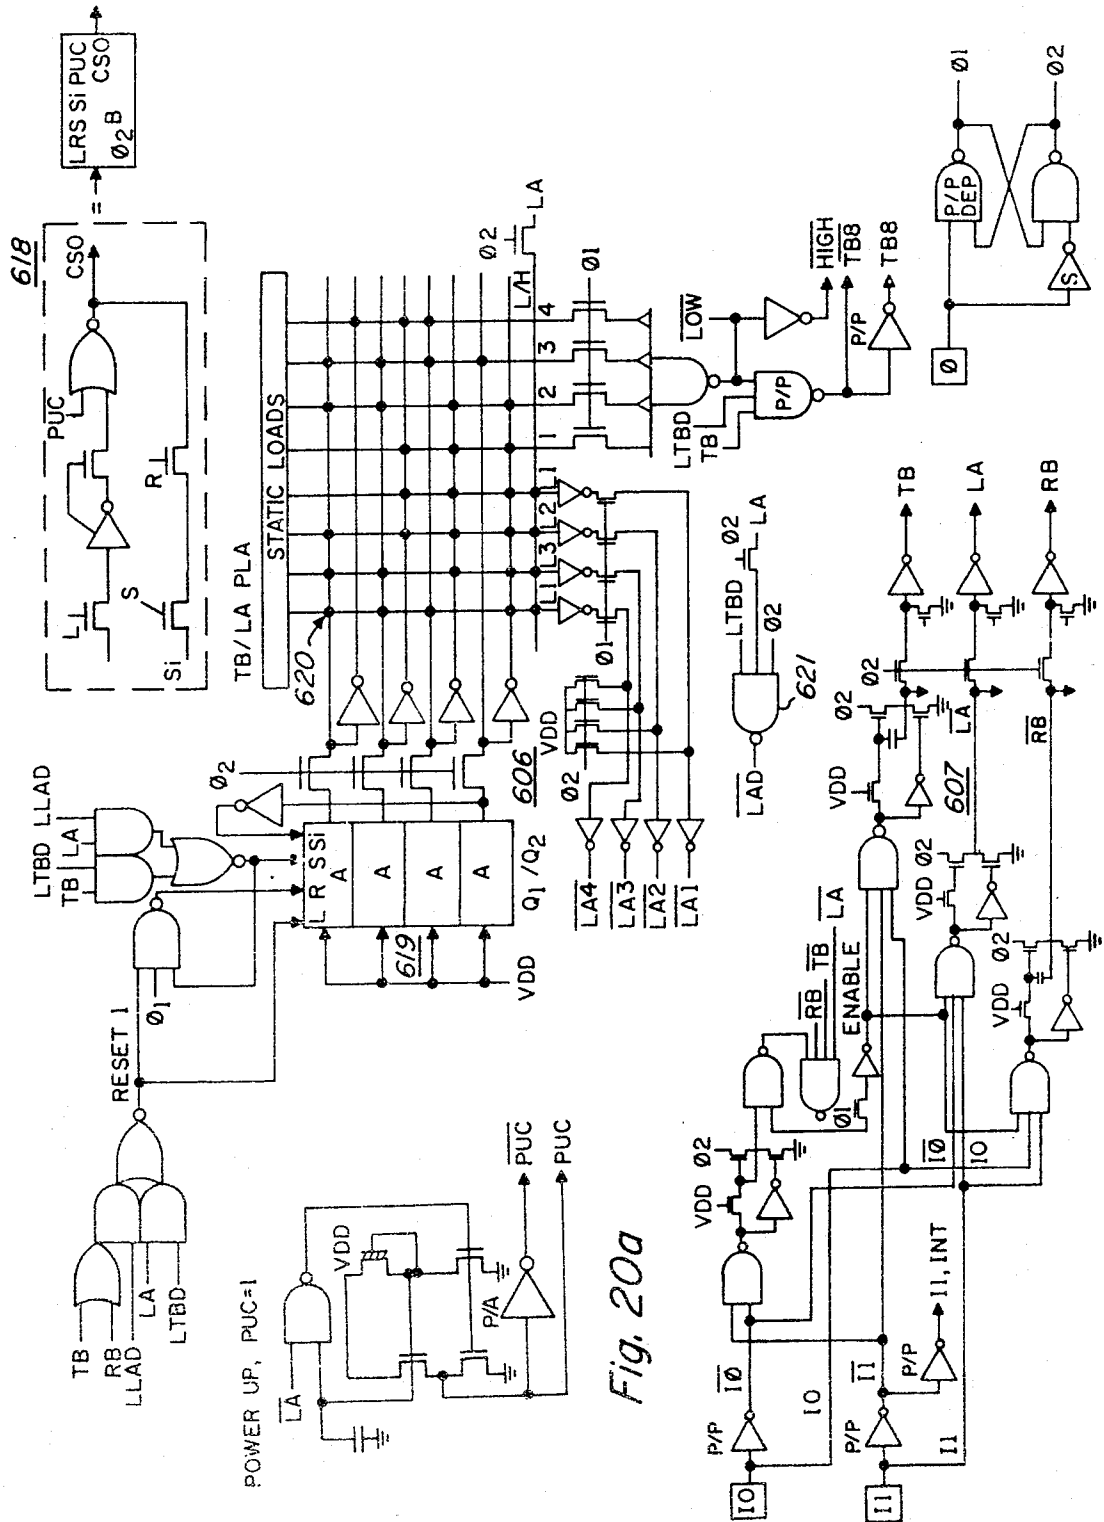 618
PUC
L
S
Si
R
CSO
=
LRS Si PUC
Ø2B CSO
LTBD LLAD
TB LA
RESET 1
Ø1
L R S Si
A
A
A
A
619
VDD
Q1/Q2
Ø2
TB/LA PLA
STATIC LOADS
620
L1 L3 L2 L1
1 2 3 4
L/H
Ø2
LA
Ø1
Ø1
606
VDD
Ø2
LA4
LA3
LA2
LA1
LOW
HIGH
TB8
P/P
TB8
LTBD
TB
P/P
TB
RB
LLAD
LA
LTBD
POWER UP, PUC=1
LA
VDD
P/A
PUC
PUC
Fig. 20a
LTBD
Ø2
LA
Ø2
621
LAD
Ø
P/P
DEP
S
Ø1
Ø2
IO
P/P
IØ
IO
I1
P/P
I1
I1
P/P
I1, INT
VDD
Ø2
Ø1
RB
TB
LA
ENABLE
IØ
IO
VDD
Ø2
VDD
Ø2
VDD
Ø2
607
Ø2
LA
RB
TB
LA
RB